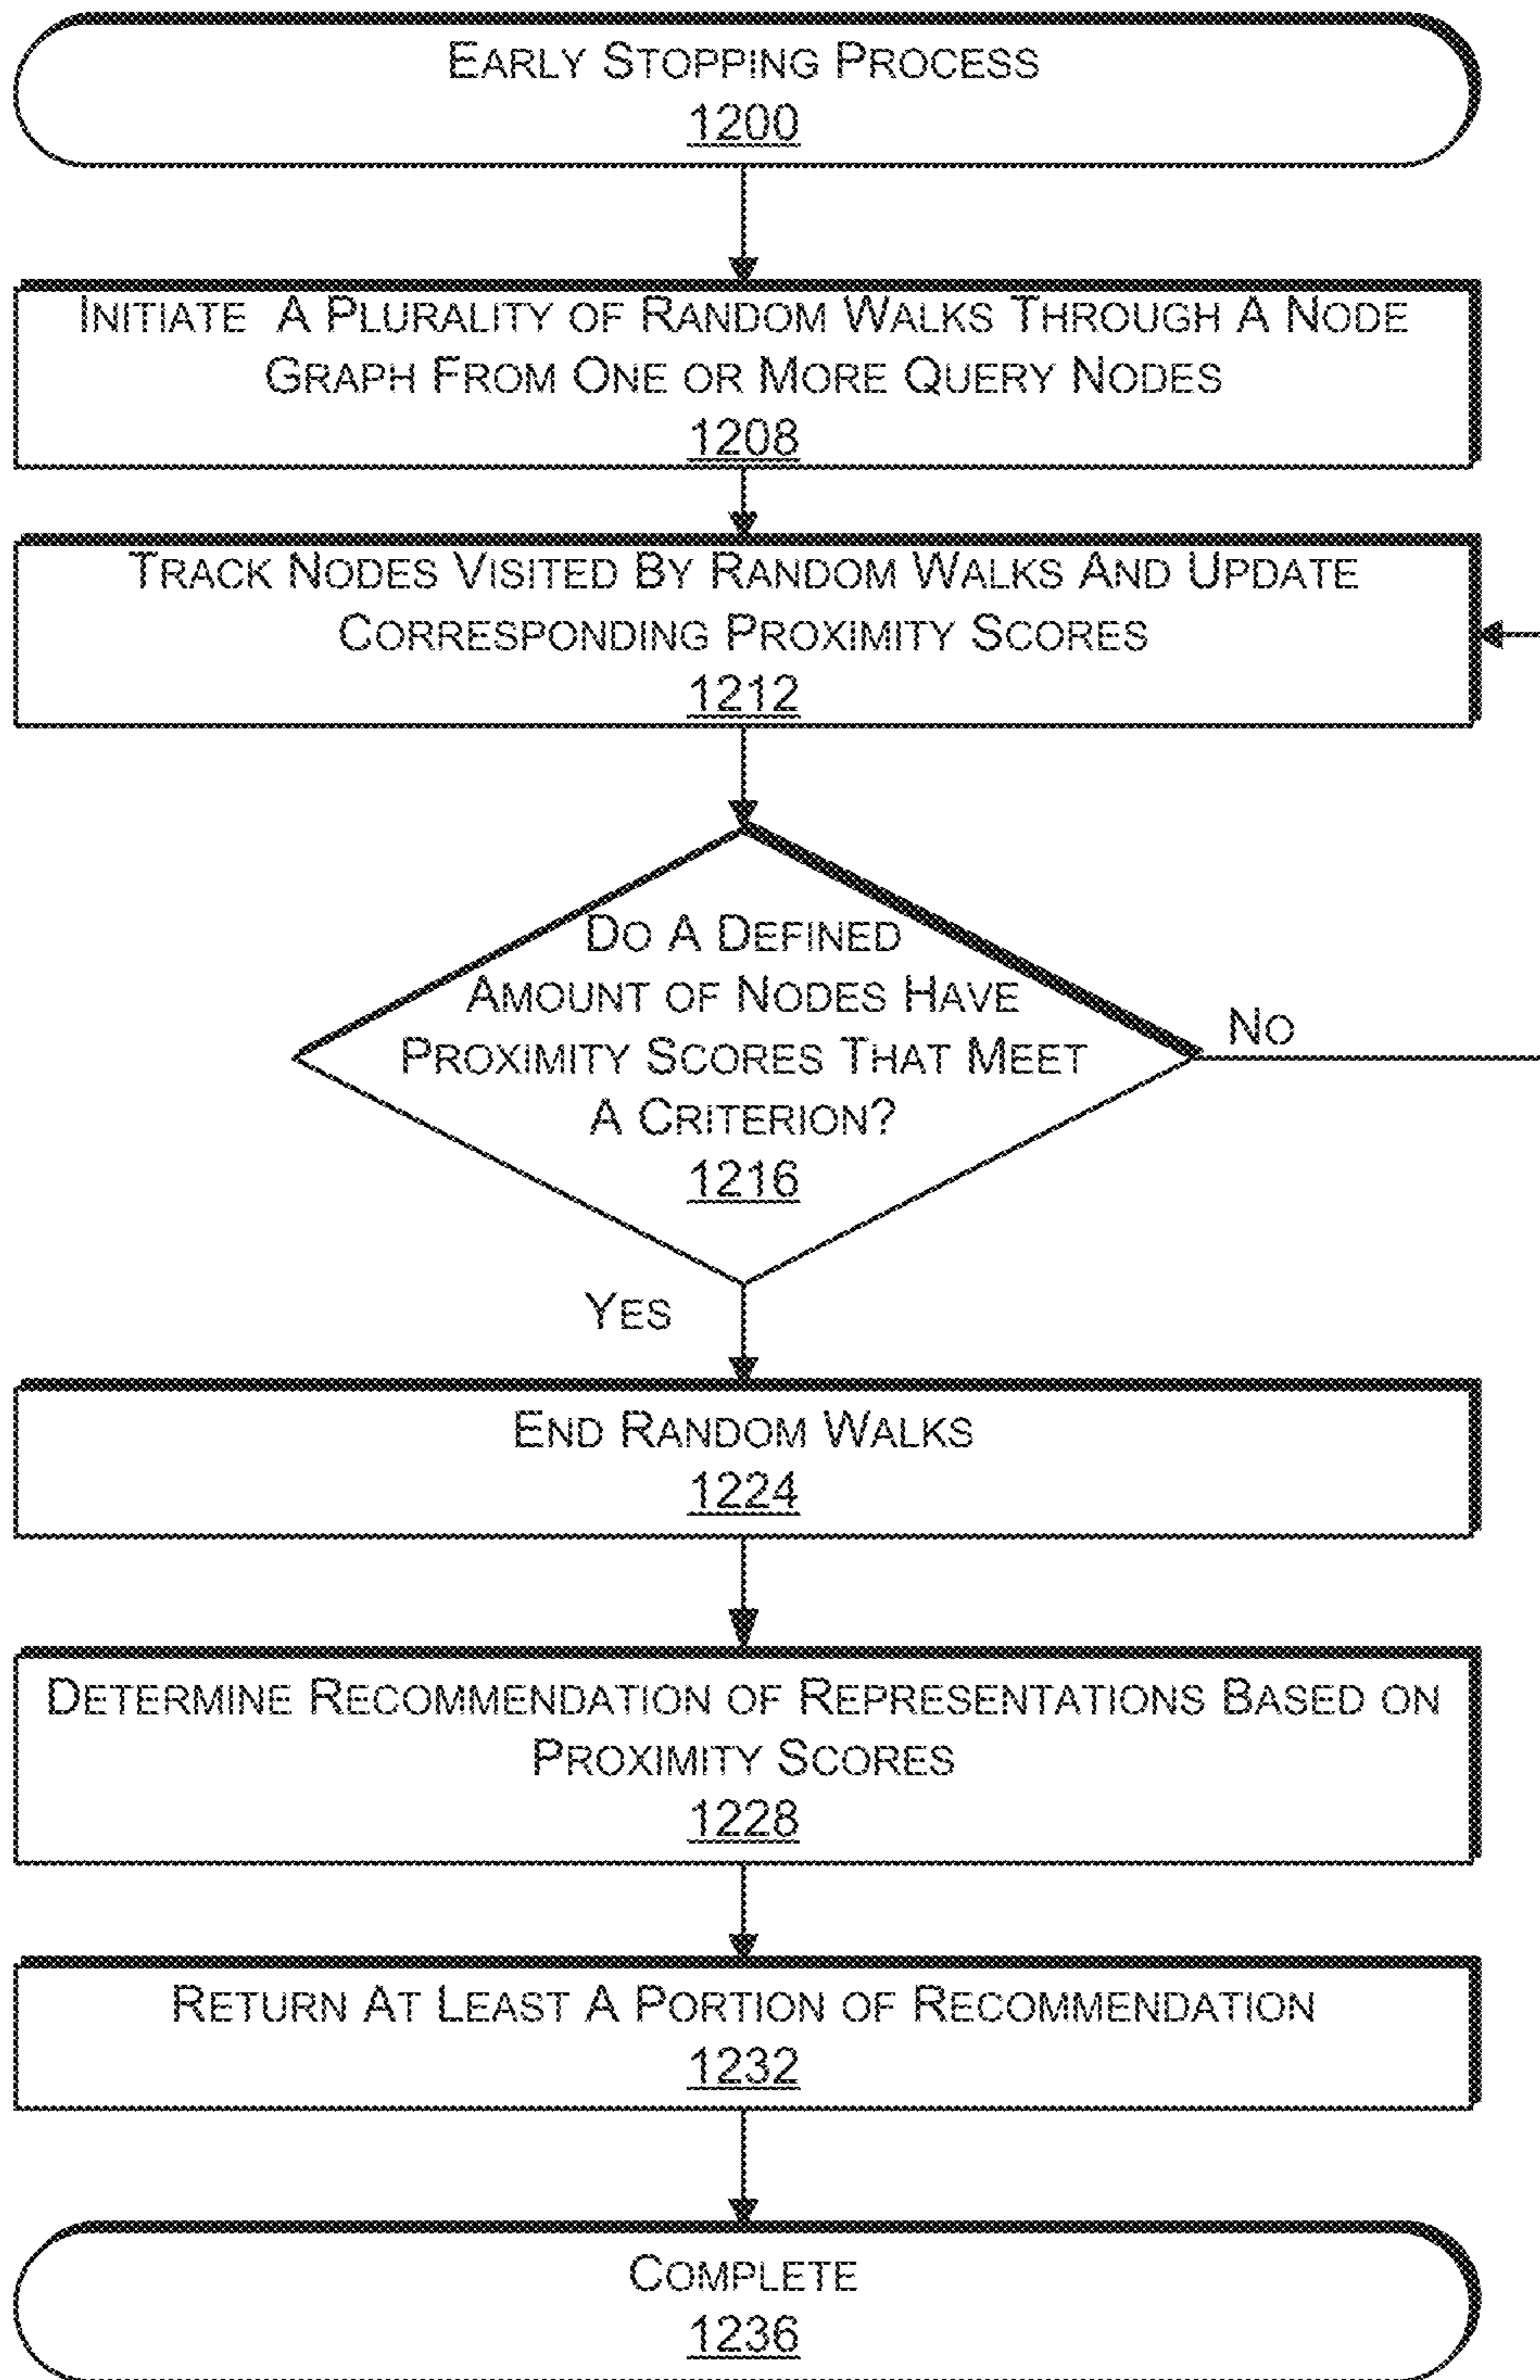 EARLY STOPPING PROCESS
1200
INITIATE A PLURALITY OF RANDOM WALKS THROUGH A NODE
GRAPH FROM ONE OR MORE QUERY NODES
1208
TRACK NODES VISITED BY RANDOM WALKS AND UPDATE
CORRESPONDING PROXIMITY SCORES
1212
DO A DEFINED
AMOUNT OF NODES HAVE
PROXIMITY SCORES THAT MEET
A CRITERION?
1216
NO
YES
END RANDOM WALKS
1224
DETERMINE RECOMMENDATION OF REPRESENTATIONS BASED ON
PROXIMITY SCORES
1228
RETURN AT LEAST A PORTION OF RECOMMENDATION
1232
COMPLETE
1236